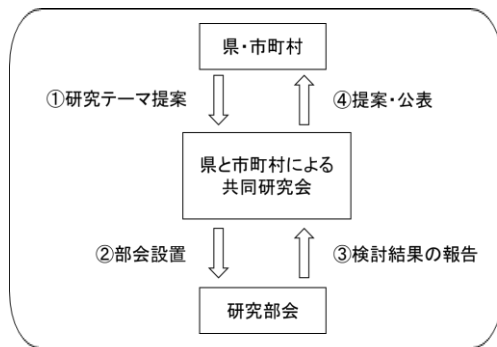 県・市町村
①研究テーマ提案
④提案・公表
県と市町村による
共同研究会
②部会設置
③検討結果の報告
研究部会